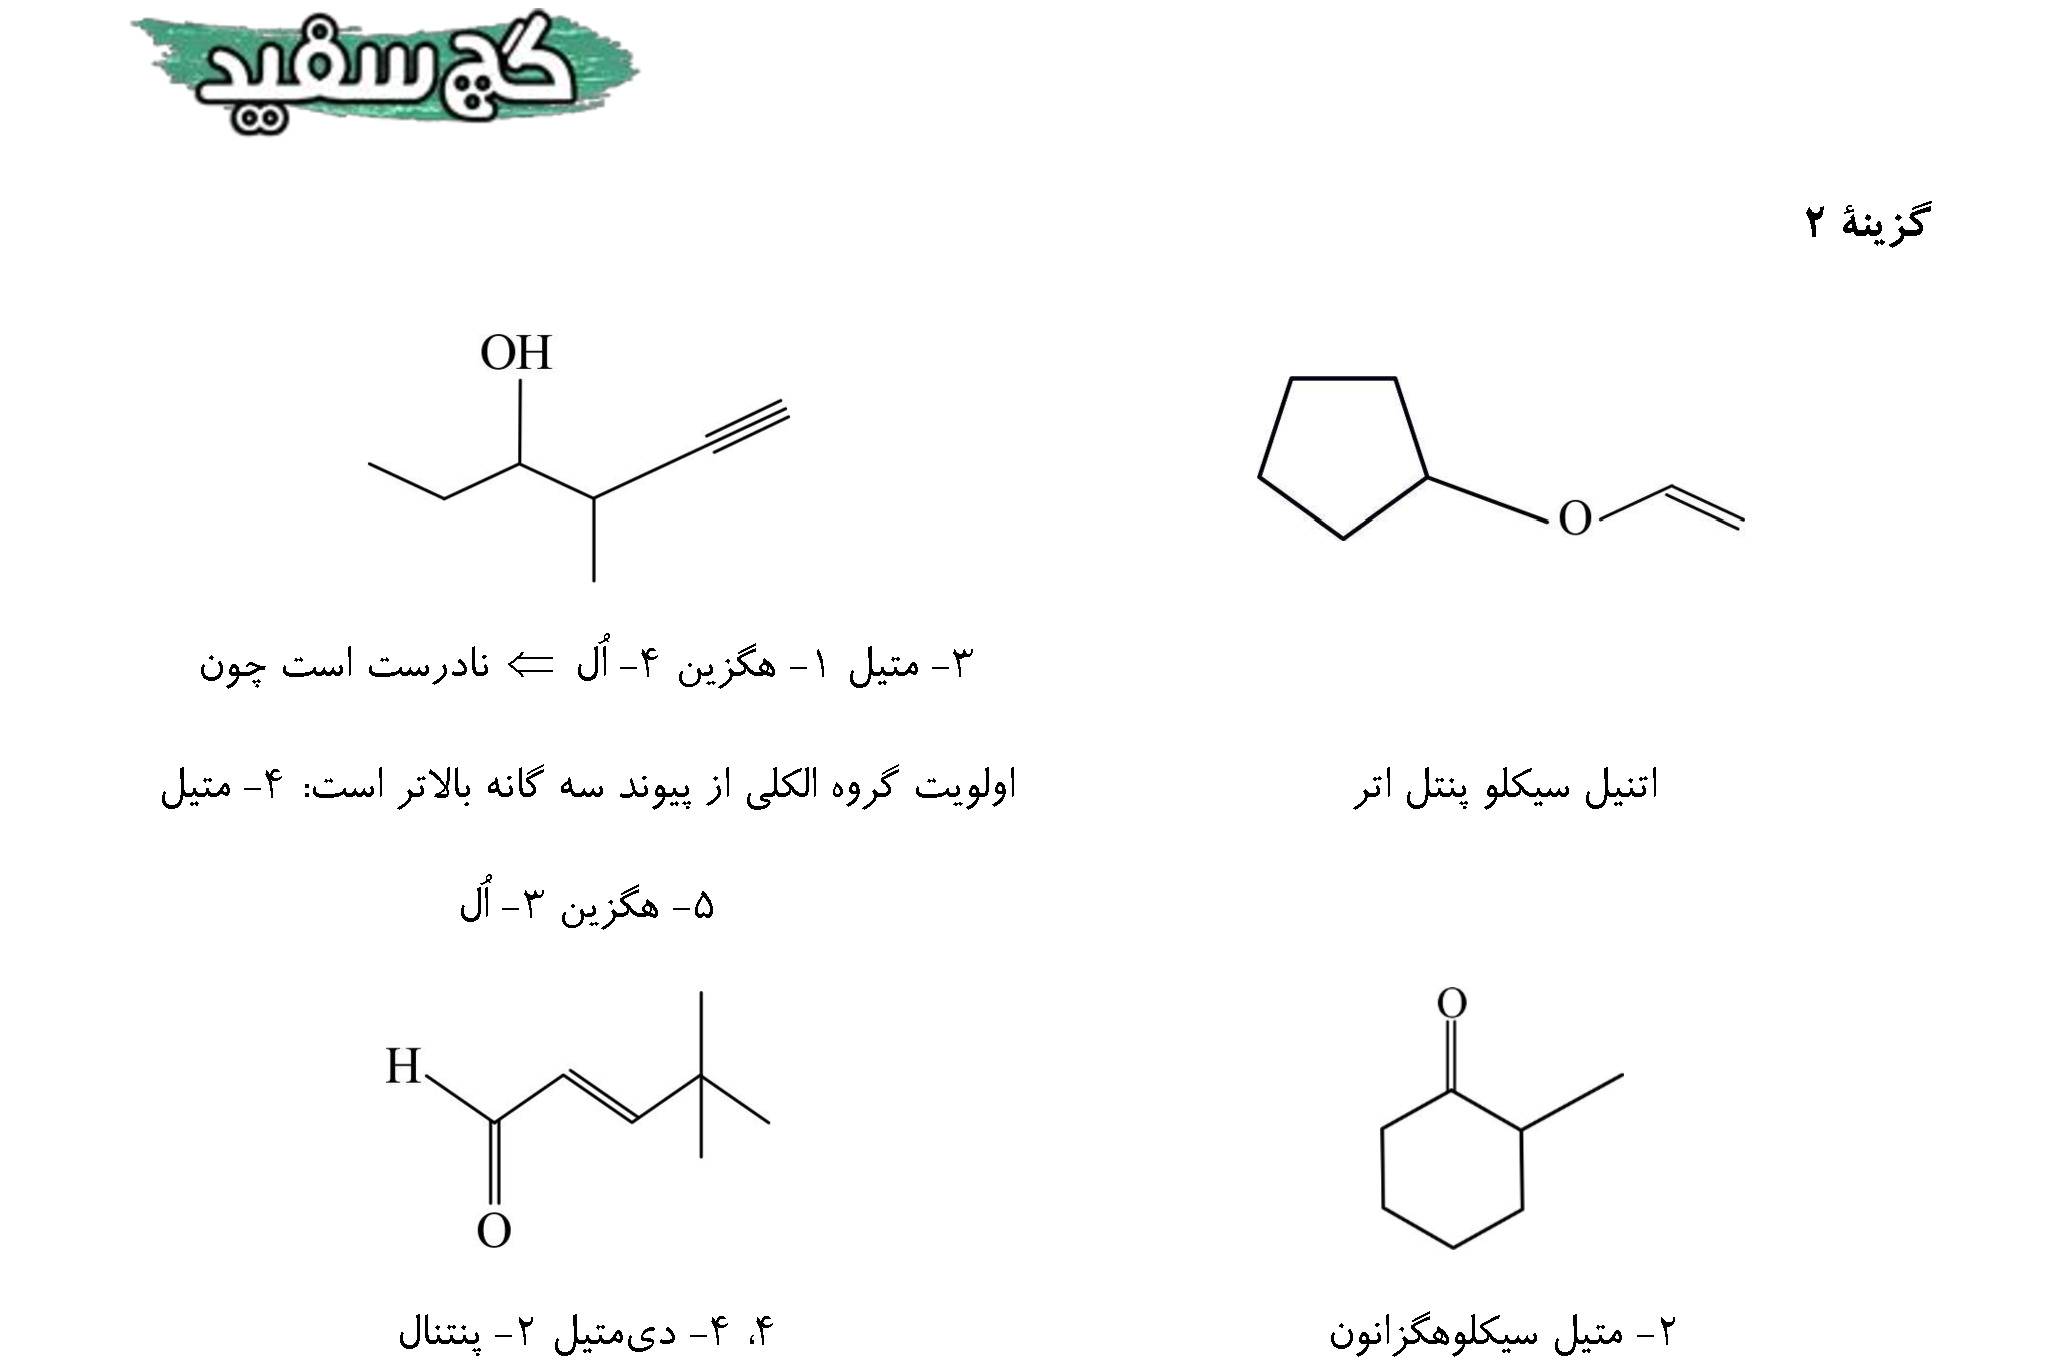 گچ سفید
گزینهٔ ۲
OH
O
۳- متیل ۱- هگزین ۴- اُل ⇐ نادرست است چون
اولویت گروه الکلی از پیوند سه گانه بالاتر است: ۴- متیل
۵- هگزین ۳- اُل
اتنیل سیکلو پنتل اتر
O
H
O
۲- متیل سیکلوهگزانون
۴، ۴- دی‌متیل ۲- پنتنال